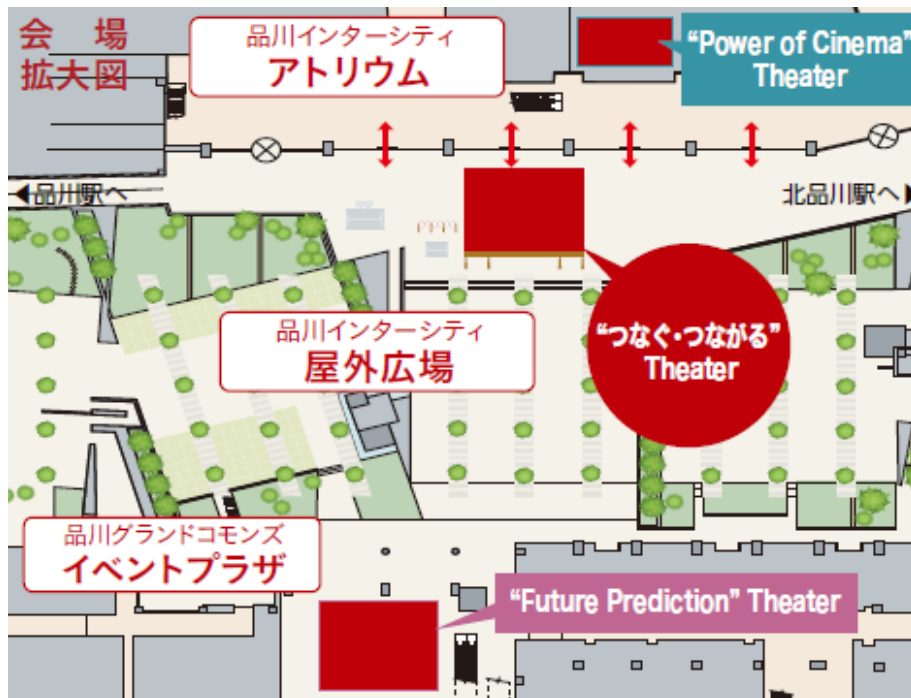 会場
拡大図
品川インターシティ
アトリウム
“Power of Cinema”
Theater
◀品川駅へ
北品川駅へ▶
品川インターシティ
屋外広場
“つなぐ・つながる”
Theater
品川グランドコモンズ
イベントプラザ
“Future Prediction” Theater